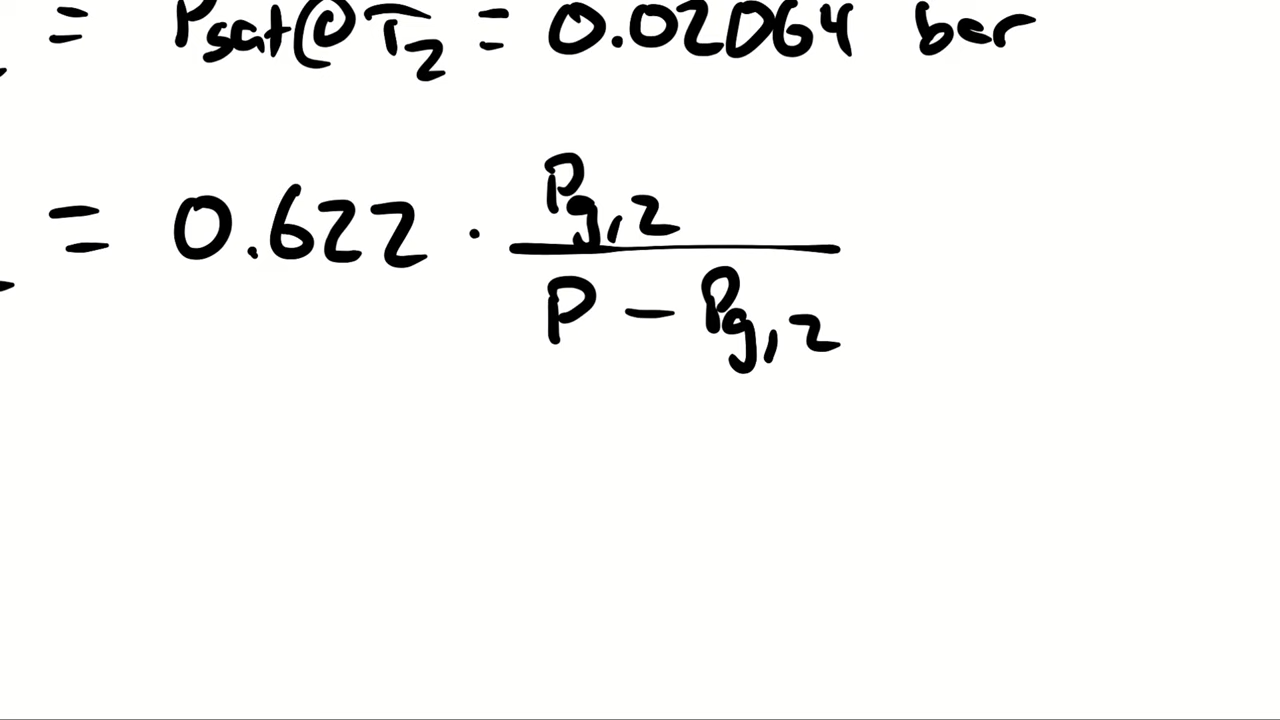 = Psat@T2 = 0.02064 bar
= 0.622 · Pg,2
P - Pg,2